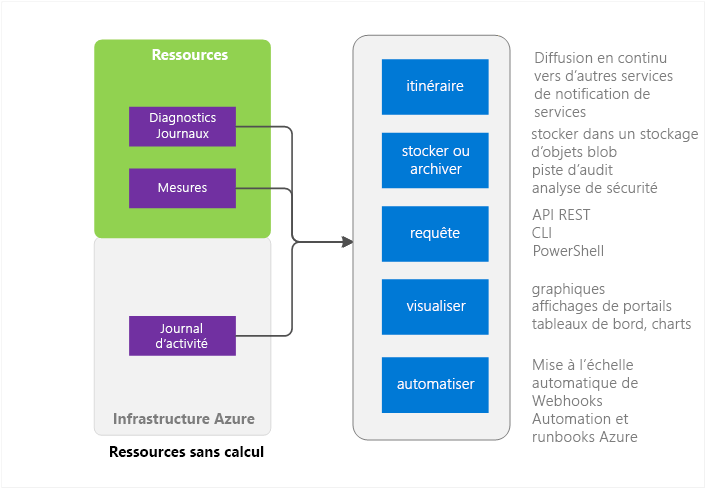 Ressources
Diagnostics
Journaux
Mesures
Journal
d'activité
Infrastructure Azure
Ressources sans calcul
itinéraire
stocker ou
archiver
requête
visualiser
automatiser
Diffusion en continu
vers d'autres services
de notification de
services
stocker dans un stockage
d'objets blob
piste d'audit
analyse de sécurité
API REST
CLI
PowerShell
graphiques
affichages de portails
tableaux de bord, charts
Mise à l'échelle
automatique de
Webhooks
Automation et
runbooks Azure